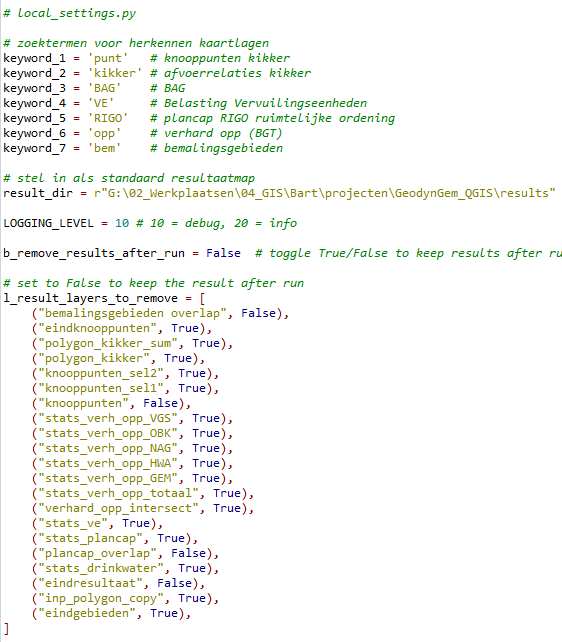 # local_settings.py

# zoektermen voor herkennen kaartlagen
keyword_1 = 'punt'   # knooppunten kikker
keyword_2 = 'kikker' # afvoerrelaties kikker
keyword_3 = 'BAG'    # BAG
keyword_4 = 'VE'     # Belasting Vervuilingseenheden
keyword_5 = 'RIGO'   # plancap RIGO ruimtelijke ordening
keyword_6 = 'opp'    # verhard opp (BGT)
keyword_7 = 'bem'    # bemalingsgebieden

# stel in als standaard resultaatmap
result_dir = r"G:\02_Werkplaatsen\04_GIS\Bart\projecten\GeodynGem_QGIS\results"

LOGGING_LEVEL = 10 # 10 = debug, 20 = info

b_remove_results_after_run = False  # toggle True/False to keep results after ru

# set to False to keep the result after run
l_result_layers_to_remove = [
    ("bemalingsgebieden overlap", False),
    ("eindknooppunten", True),
    ("polygon_kikker_sum", True),
    ("polygon_kikker", True),
    ("knooppunten_sel2", True),
    ("knooppunten_sel1", True),
    ("knooppunten", False),
    ("stats_verh_opp_VGS", True),
    ("stats_verh_opp_OBK", True),
    ("stats_verh_opp_NAG", True),
    ("stats_verh_opp_HWA", True),
    ("stats_verh_opp_GEM", True),
    ("stats_verh_opp_totaal", True),
    ("verhard_opp_intersect", True),
    ("stats_ve", True),
    ("stats_plancap", True),
    ("plancap_overlap", False),
    ("stats_drinkwater", True),
    ("eindresultaat", False),
    ("inp_polygon_copy", True),
    ("eindgebieden", True),
]